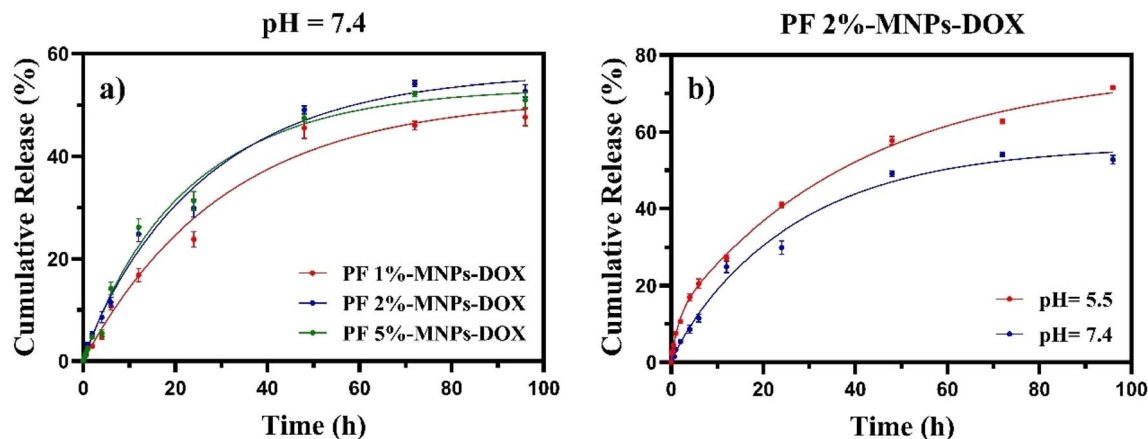 pH = 7.4
a)
Cumulative Release (%)
60
40
20
0
0 20 40 60 80 100
Time (h)
PF 1%-MNPs-DOX
PF 2%-MNPs-DOX
PF 5%-MNPs-DOX
PF 2%-MNPs-DOX
b)
Cumulative Release (%)
80
60
40
20
0
0 20 40 60 80 100
Time (h)
pH= 5.5
pH= 7.4